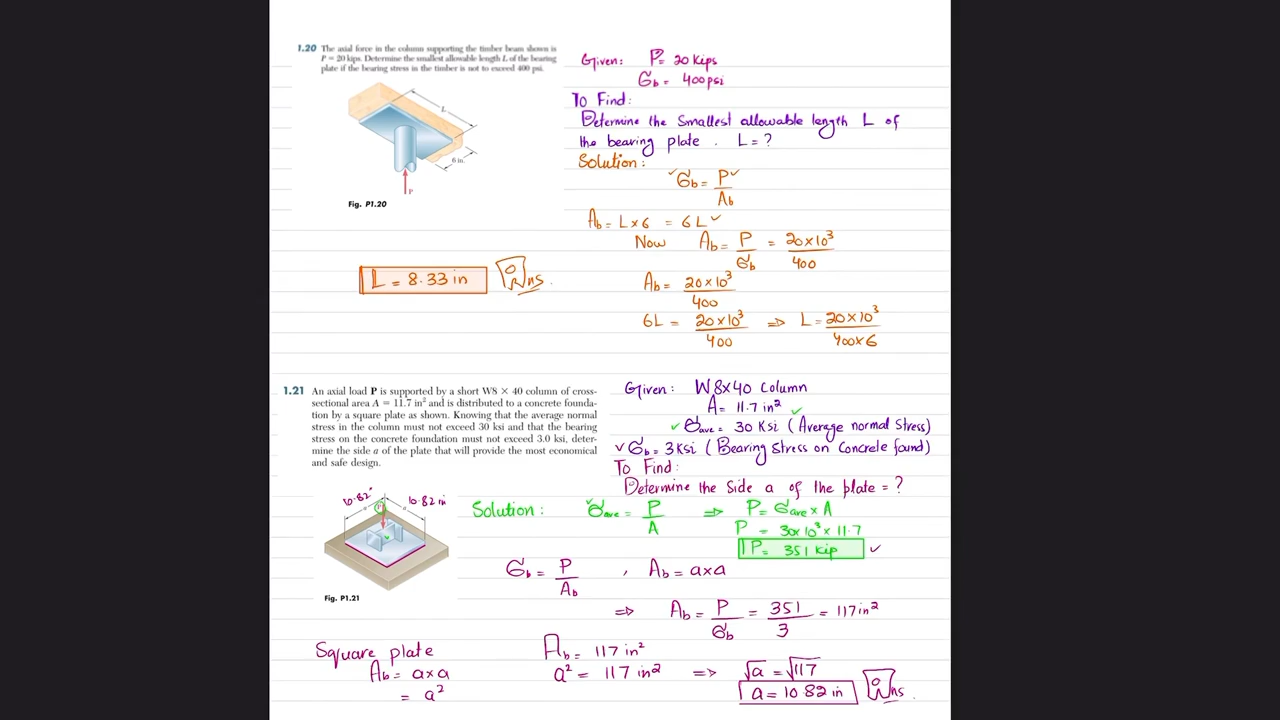 1.20 The axial force in the column supporting the timber beam shown is
P = 20 kips. Determine the smallest allowable length L of the bearing
plate if the bearing stress in the timber is not to exceed 400 psi.
L
6 in.
P
Fig. P1.20
Given: P = 20 kips
σb = 400 psi
To Find:
Determine the Smallest allowable length L of
the bearing plate. L = ?
Solution:
✓σb = P✓/Ab
Ab = L×6 = 6L ✓
Now Ab = P/σb = 20×10³/400
Ab = 20×10³/400
6L = 20×10³/400 ⇒ L = 20×10³/400×6
L = 8.33 in Ans.
1.21 An axial load P is supported by a short W8 × 40 column of cross-
sectional area A = 11.7 in² and is distributed to a concrete founda-
tion by a square plate as shown. Knowing that the average normal
stress in the column must not exceed 30 ksi and that the bearing
stress on the concrete foundation must not exceed 3.0 ksi, deter-
mine the side a of the plate that will provide the most economical
and safe design.
10.82" 10.82 in
a P a
Fig. P1.21
Given: W8×40 Column
A = 11.7 in²
✓σave = 30 Ksi ✓ (Average normal Stress)
✓σb = 3 Ksi (Bearing Stress on Concrete found)
To Find:
Determine the Side a of the plate = ?
Solution: ✓σave = P/A ⇒ P = σave × A
P = 30×10³ × 11.7
P = 351 kip ✓
σb = P/Ab , Ab = a×a
⇒ Ab = P/σb = 351/3 = 117 in²
Square plate
Ab = a×a
= a²
Ab = 117 in²
a² = 117 in² ⇒ √a = √117
a = 10.82 in Ans.